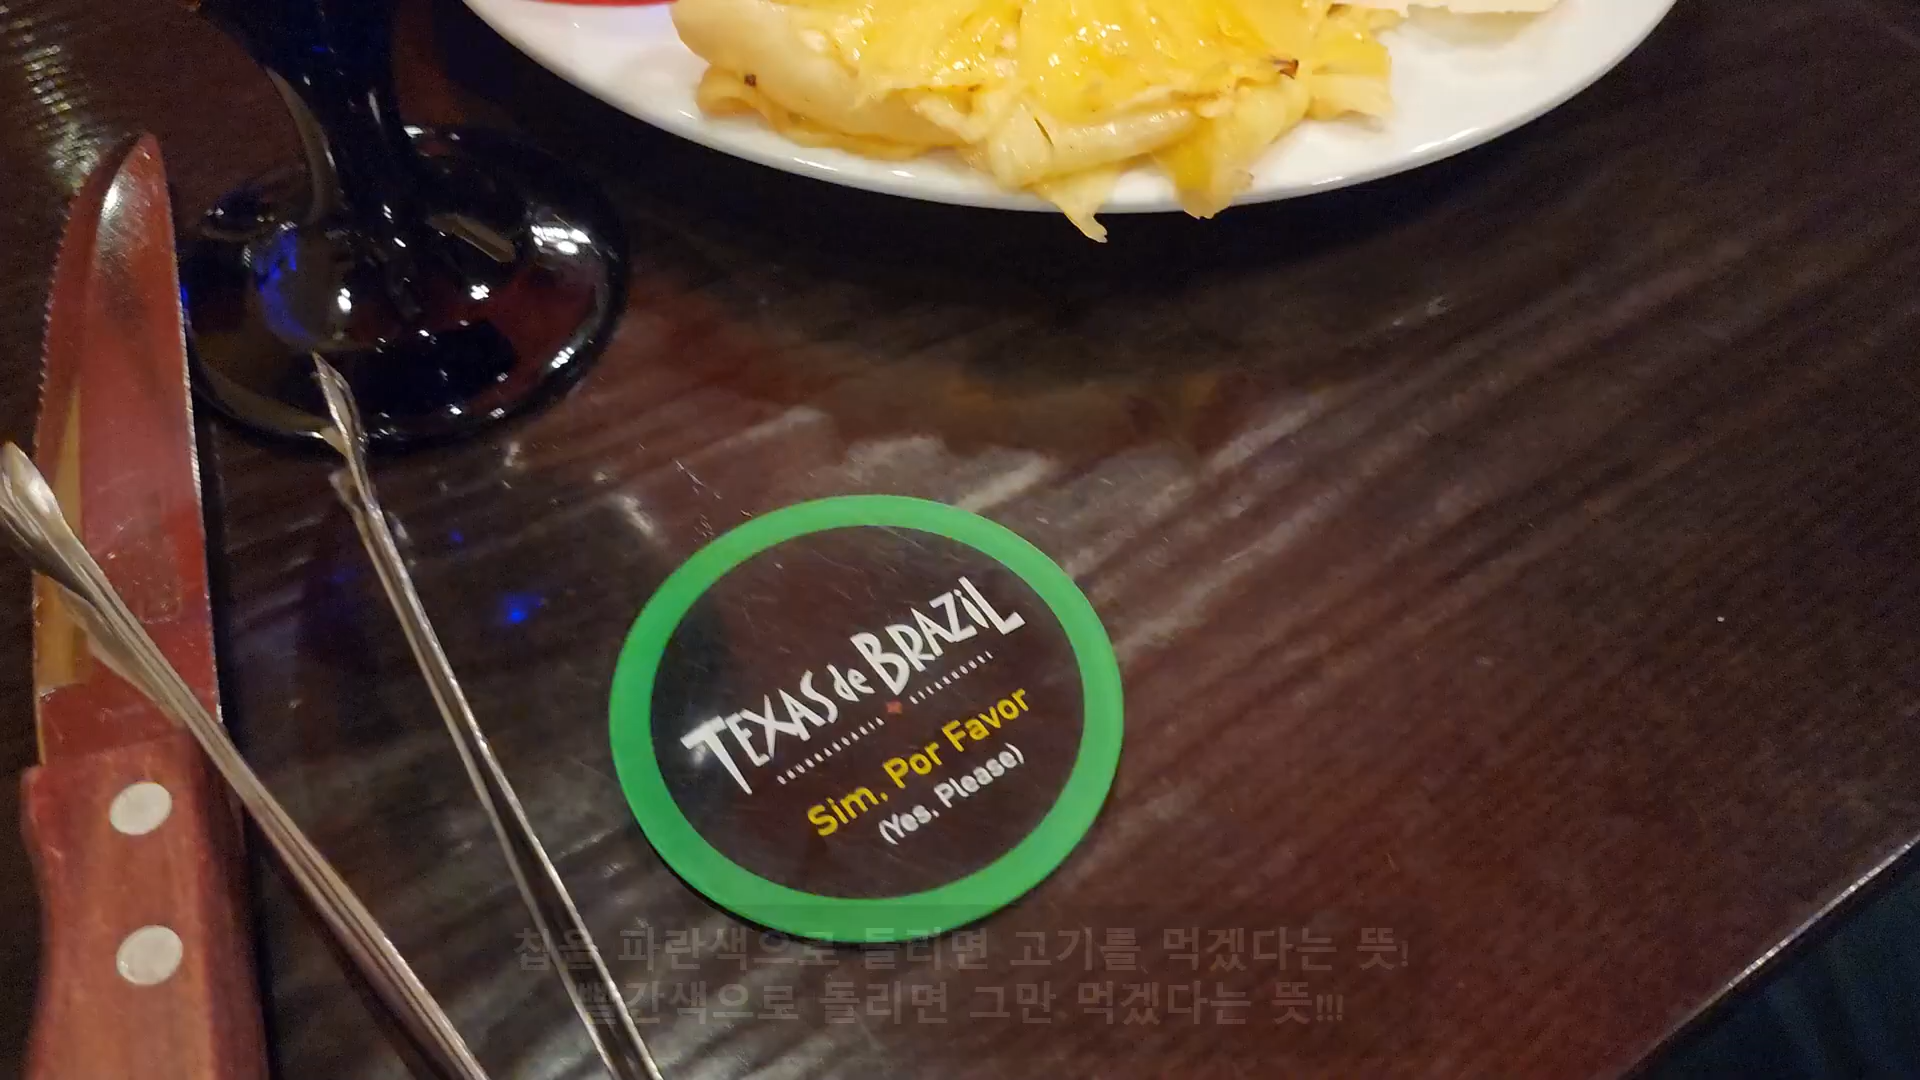 TEXAS de BRAZIL
CHURRASCARIA STEAKHOUSE
Sim, Por Favor
(Yes, Please)
칩을 파란색으로 돌리면 고기를 먹겠다는 뜻!
빨간색으로 돌리면 그만 먹겠다는 뜻!!!